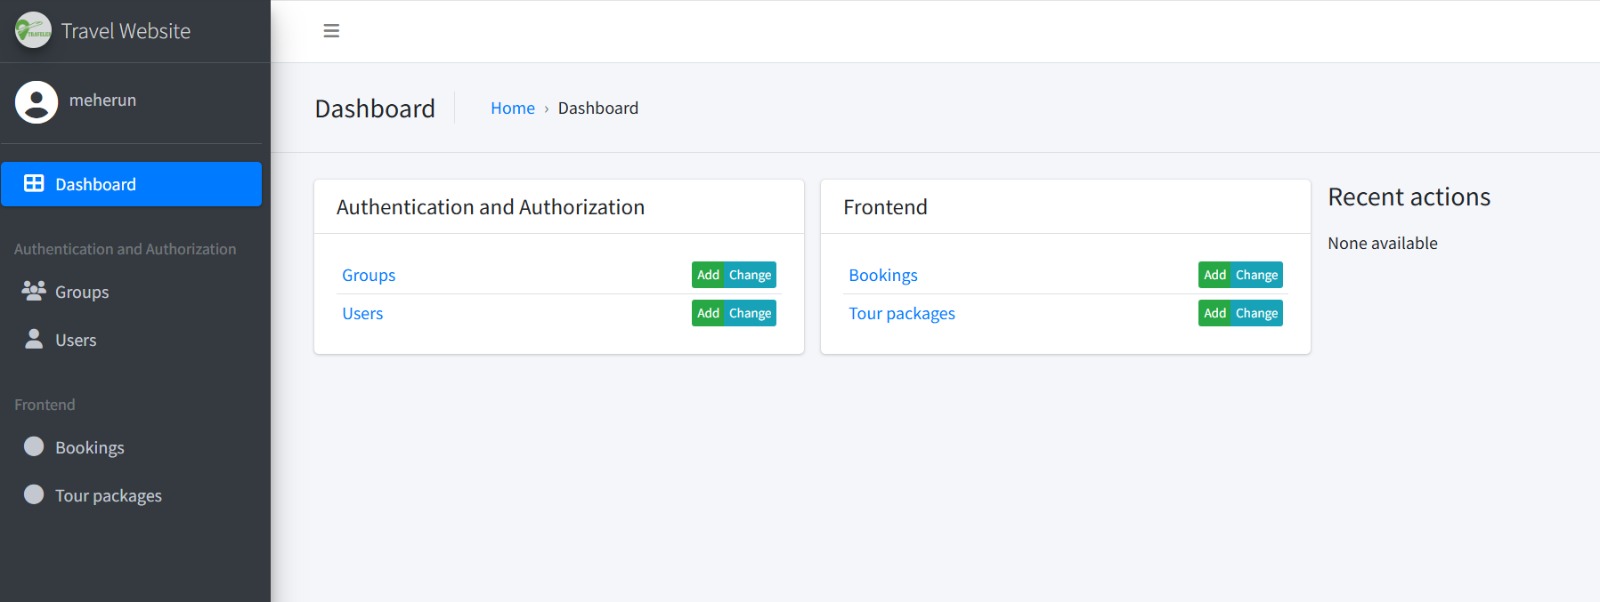 Travel Website
meherun
Dashboard
Authentication and Authorization
Groups
Users
Frontend
Bookings
Tour packages
Dashboard
Home › Dashboard
Authentication and Authorization
Groups Add Change
Users Add Change
Frontend
Bookings Add Change
Tour packages Add Change
Recent actions
None available